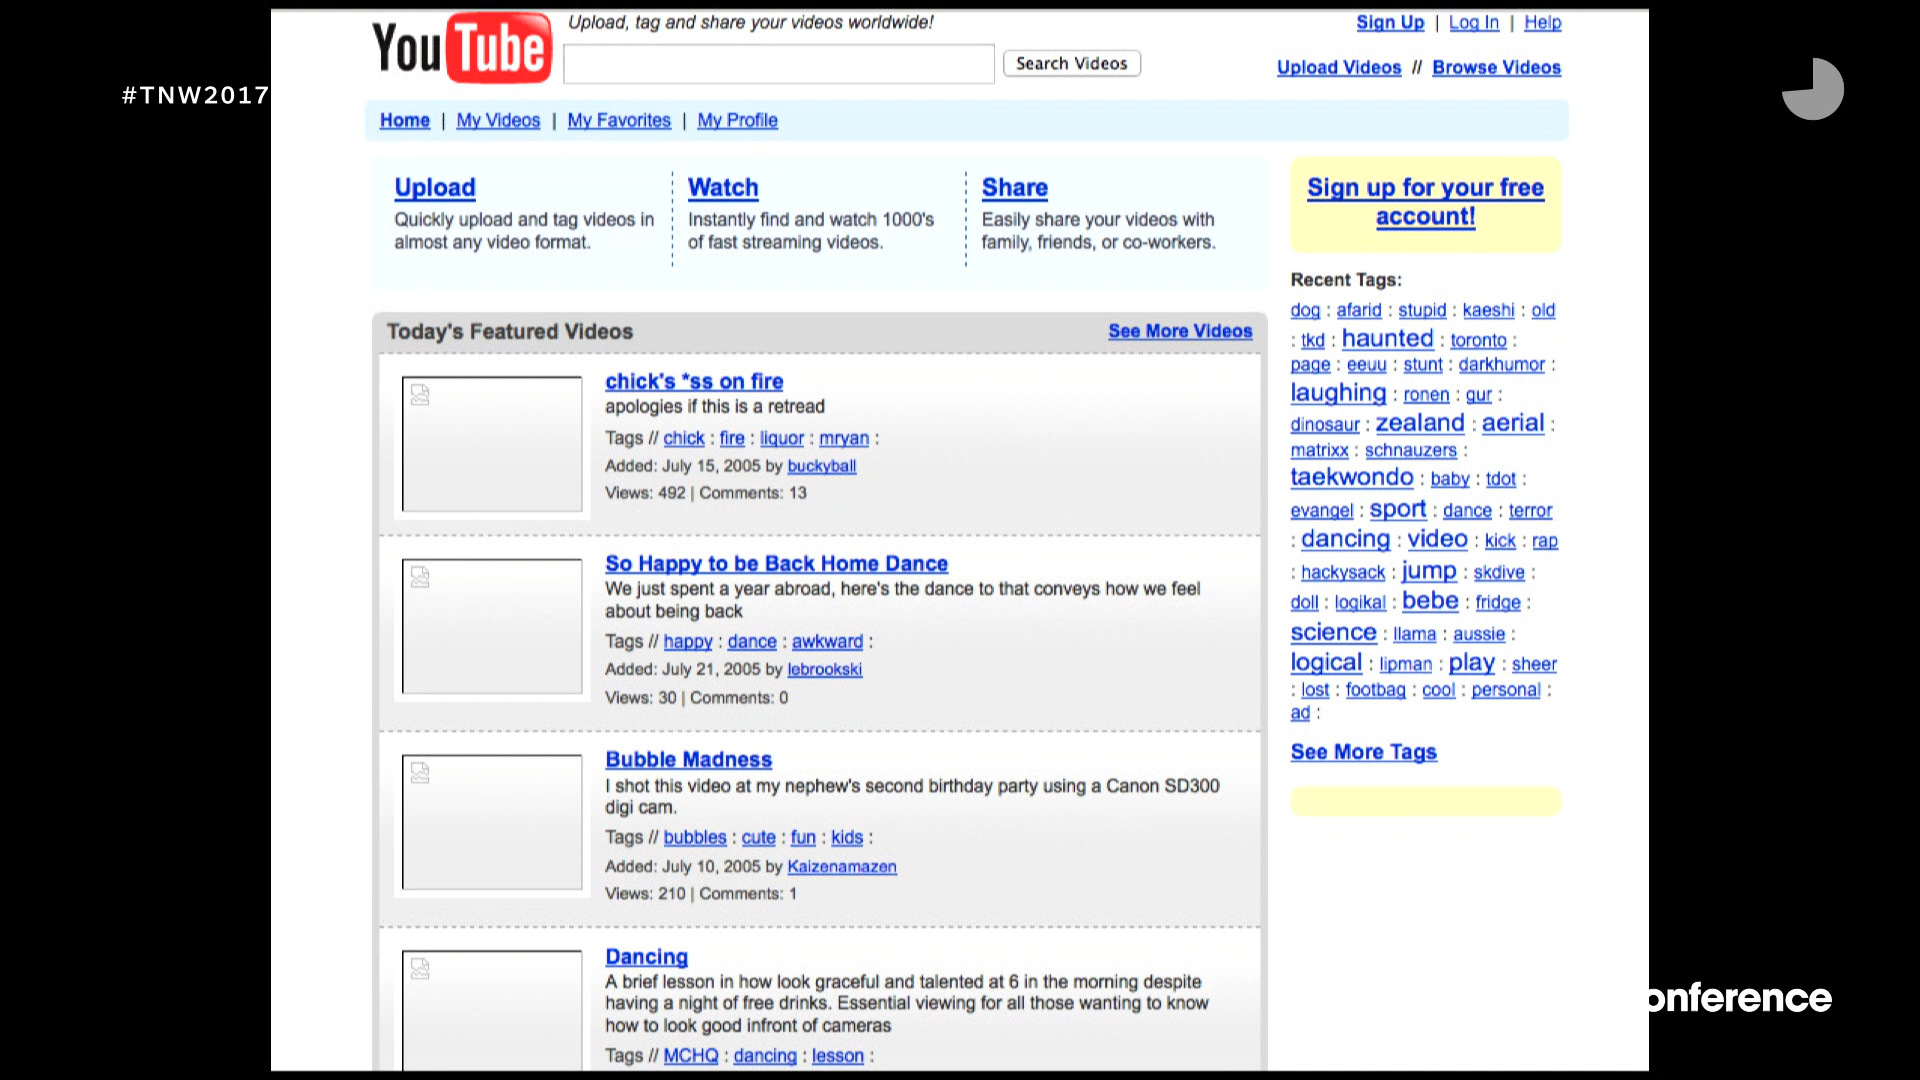 #TNW2017
YouTube
Upload, tag and share your videos worldwide!
Search Videos
Sign Up | Log In | Help
Upload Videos // Browse Videos
Home | My Videos | My Favorites | My Profile
Upload
Quickly upload and tag videos in
almost any video format.
Watch
Instantly find and watch 1000's
of fast streaming videos.
Share
Easily share your videos with
family, friends, or co-workers.
Today's Featured Videos
See More Videos
chick's *ss on fire
apologies if this is a retread
Tags // chick : fire : liquor : mryan :
Added: July 15, 2005 by buckyball
Views: 492 | Comments: 13
So Happy to be Back Home Dance
We just spent a year abroad, here's the dance to that conveys how we feel
about being back
Tags // happy : dance : awkward :
Added: July 21, 2005 by lebrookski
Views: 30 | Comments: 0
Bubble Madness
I shot this video at my nephew's second birthday party using a Canon SD300
digi cam.
Tags // bubbles : cute : fun : kids :
Added: July 10, 2005 by Kaizenamazen
Views: 210 | Comments: 1
Dancing
A brief lesson in how look graceful and talented at 6 in the morning despite
having a night of free drinks. Essential viewing for all those wanting to know
how to look good infront of cameras
Tags // MCHQ : dancing : lesson :
Sign up for your free
account!
Recent Tags:
dog : afarid : stupid : kaeshi : old
: tkd : haunted : toronto :
page : eeuu : stunt : darkhumor :
laughing : ronen : gur :
dinosaur : zealand : aerial :
matrixx : schnauzers :
taekwondo : baby : tdot :
evangel : sport : dance : terror
: dancing : video : kick : rap
: hackysack : jump : skdive :
doll : logikal : bebe : fridge :
science : llama : aussie :
logical : lipman : play : sheer
: lost : footbag : cool : personal :
ad :
See More Tags
onference